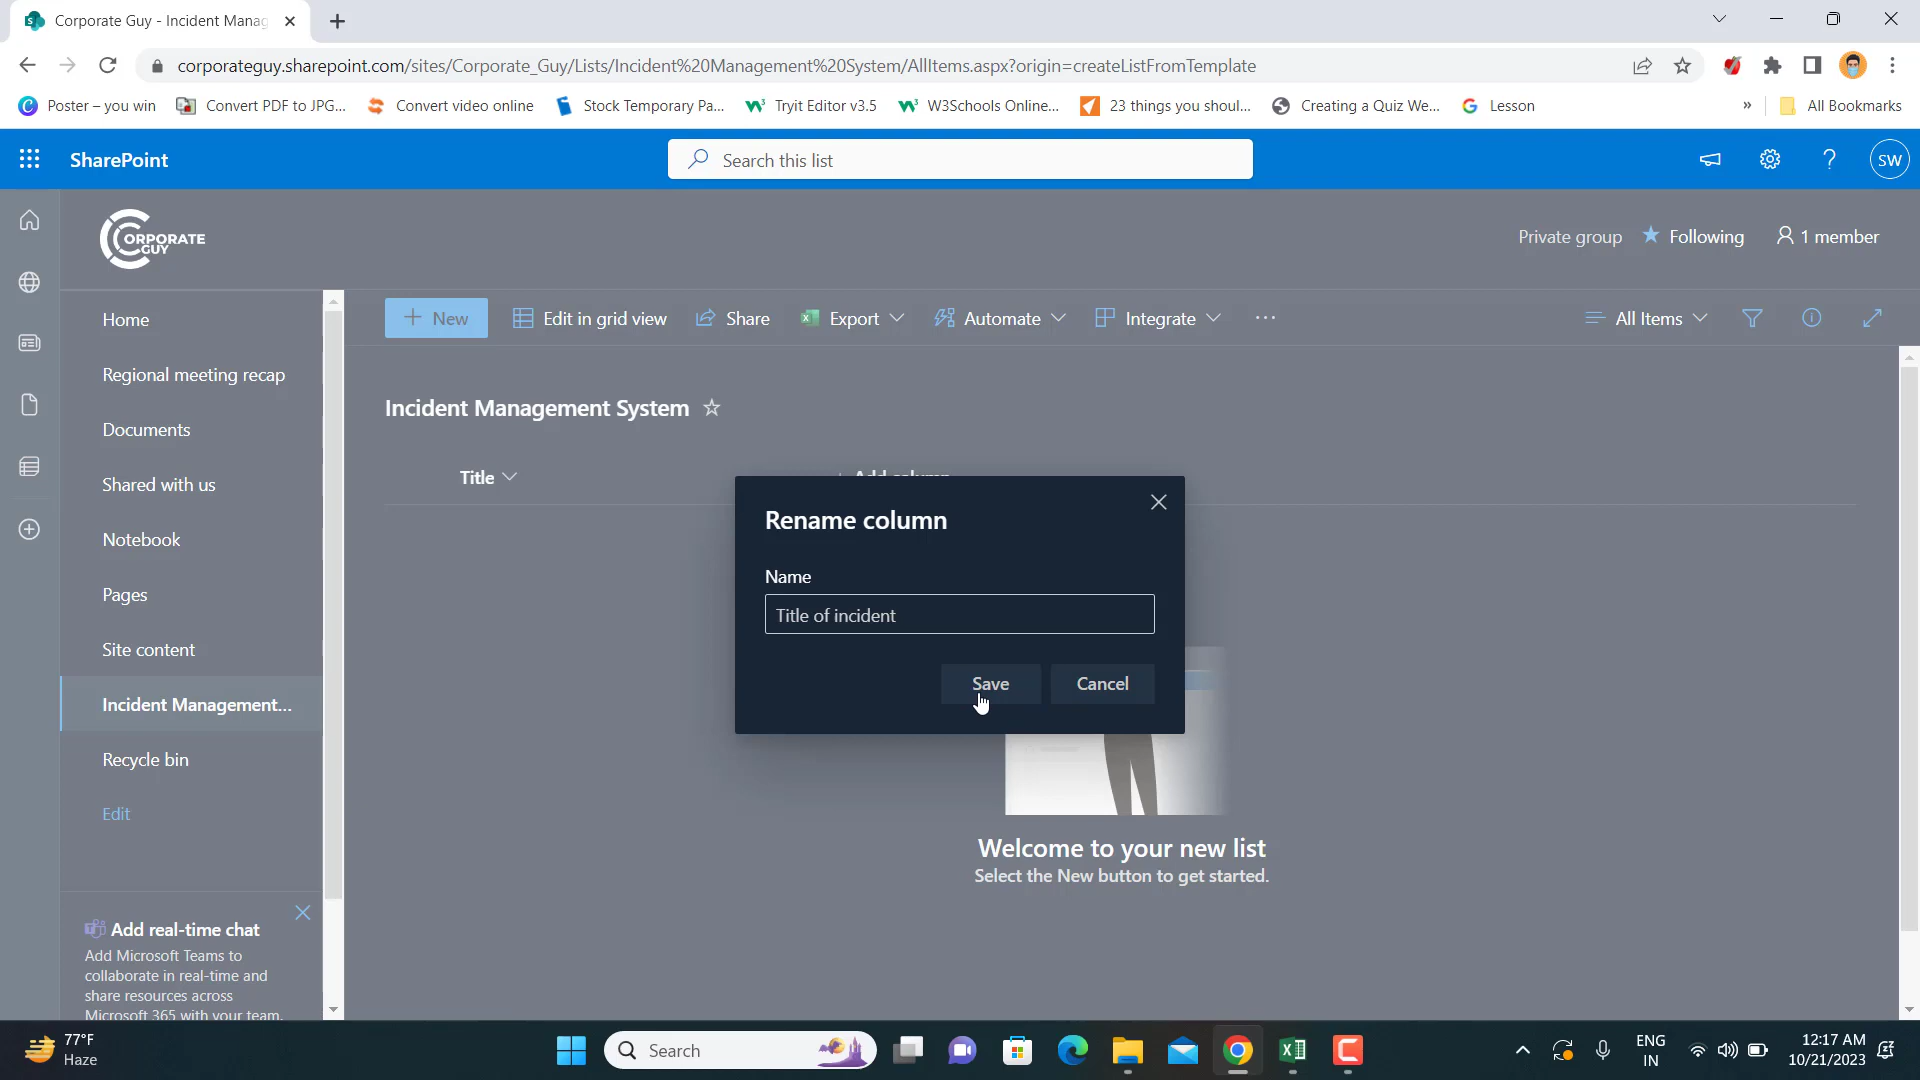 Corporate Guy - Incident Manag
corporateguy.sharepoint.com/sites/Corporate_Guy/Lists/Incident%20Management%20System/AllItems.aspx?origin=createListFromTemplate
Poster – you win
Convert PDF to JPG...
Convert video online
Stock Temporary Pa...
Tryit Editor v3.5
W3Schools Online...
23 things you shoul...
Creating a Quiz We...
Lesson
»
All Bookmarks
SharePoint
Search this list
SW
CORPORATE
GUY
Private group
Following
1 member
Home
Regional meeting recap
Documents
Shared with us
Notebook
Pages
Site content
Incident Management...
Recycle bin
Edit
Add real-time chat
Add Microsoft Teams to
collaborate in real-time and
share resources across
Microsoft 365 with your team.
+ New
Edit in grid view
Share
Export
Automate
Integrate
...
All Items
Incident Management System
Title
Add column
Rename column
Name
Title of incident
Save
Cancel
Welcome to your new list
Select the New button to get started.
77°F
Haze
Search
ENG
IN
12:17 AM
10/21/2023